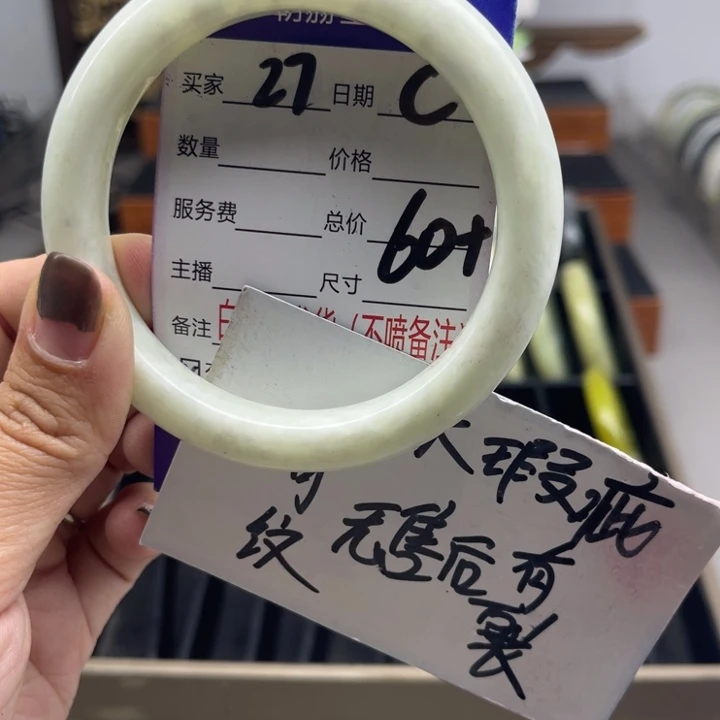 买家 27 日期 C
数量 价格
服务费 总价 60+
主播 尺寸
备注 (不喷备注)
大瑕疵
无售后有
裂
纹